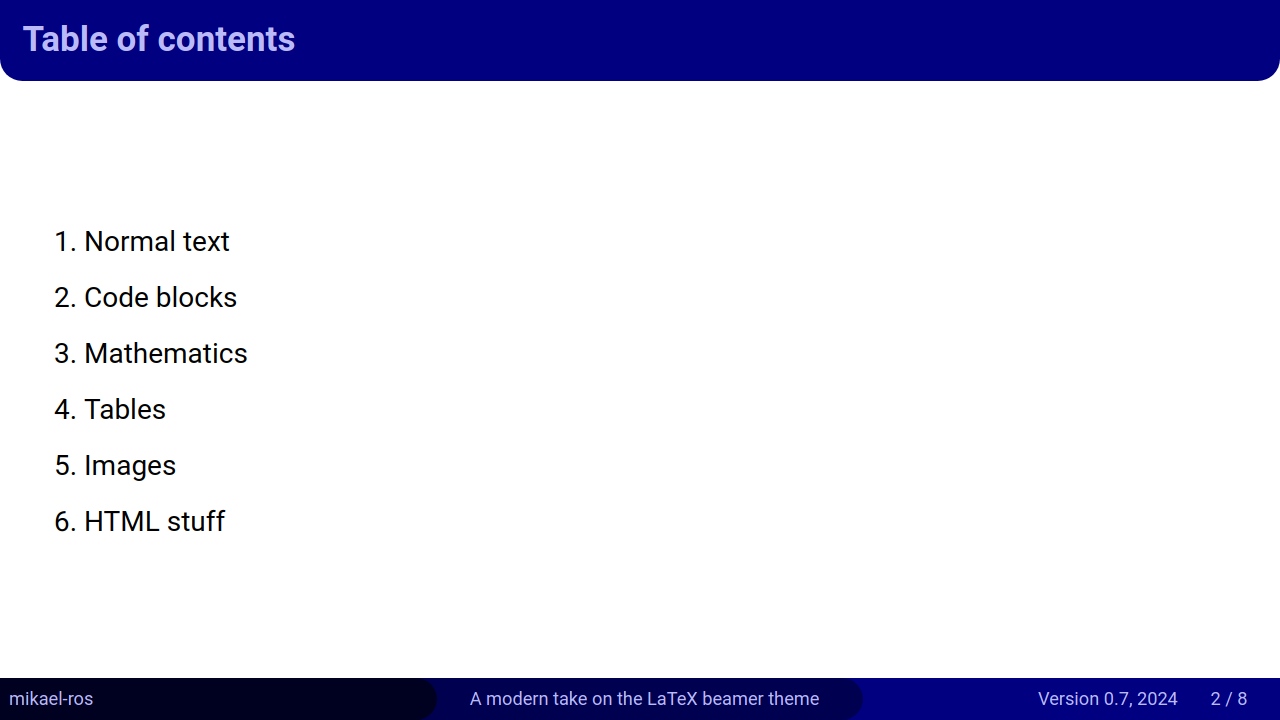 Table of contents
1. Normal text
2. Code blocks
3. Mathematics
4. Tables
5. Images
6. HTML stuff
mikael-ros A modern take on the LaTeX beamer theme Version 0.7, 2024 2 / 8